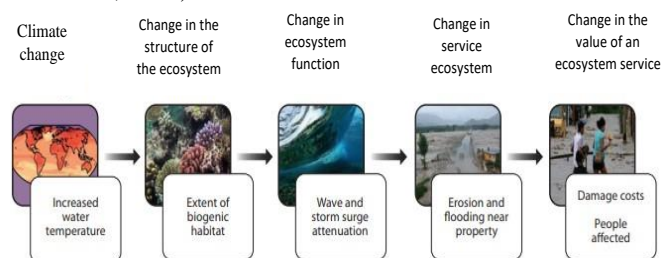 Climate
change
Change in the
structure of
the ecosystem
Change in
ecosystem
function
Change in
service
ecosystem
Change in the
value of an
ecosystem service
Increased
water
temperature
Extent of
biogenic
habitat
Wave and
storm surge
attenuation
Erosion and
flooding near
property
Damage costs
People
affected